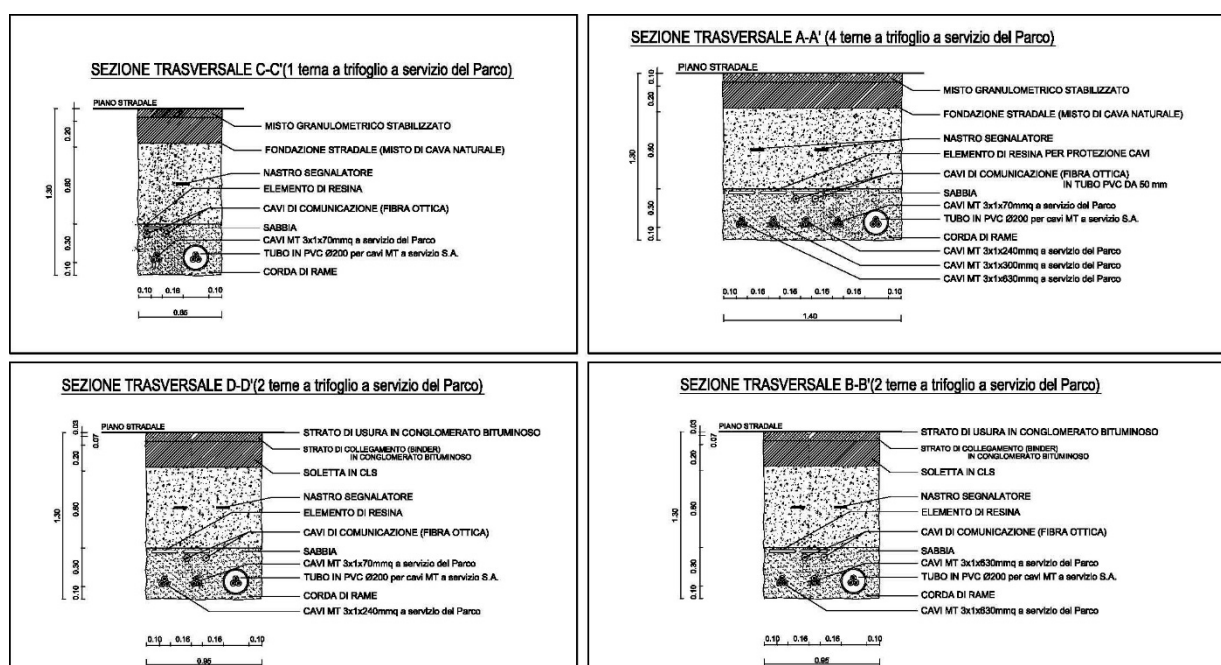 SEZIONE TRASVERSALE C-C'(1 terna a trifoglio a servizio del Parco)
PIANO STRADALE
MISTO GRANULOMETRICO STABILIZZATO
FONDAZIONE STRADALE (MISTO DI CAVA NATURALE)
NASTRO SEGNALATORE
ELEMENTO DI RESINA
CAVI DI COMUNICAZIONE (FIBRA OTTICA)
SABBIA
CAVI MT 3x1x70mmq a servizio del Parco
TUBO IN PVC Ø200 per cavi MT a servizio S.A.
CORDA DI RAME
1.30
0.20
0.30
0.10
0.10 0.16 0.10
SEZIONE TRASVERSALE A-A' (4 terne a trifoglio a servizio del Parco)
PIANO STRADALE
MISTO GRANULOMETRICO STABILIZZATO
FONDAZIONE STRADALE (MISTO DI CAVA NATURALE)
NASTRO SEGNALATORE
ELEMENTO DI RESINA PER PROTEZIONE CAVI
CAVI DI COMUNICAZIONE (FIBRA OTTICA)
IN TUBO PVC DA 50 mm
SABBIA
CAVI MT 3x1x70mmq a servizio del Parco
TUBO IN PVC Ø200 per cavi MT a servizio S.A.
CORDA DI RAME
CAVI MT 3x1x240mmq a servizio del Parco
CAVI MT 3x1x300mmq a servizio del Parco
CAVI MT 3x1x630mmq a servizio del Parco
0.10
0.20
1.30
0.30
0.10
0.10 0.16 0.16 0.16 0.16 0.10
1.40
SEZIONE TRASVERSALE D-D'(2 terne a trifoglio a servizio del Parco)
PIANO STRADALE
STRATO DI USURA IN CONGLOMERATO BITUMINOSO
STRATO DI COLLEGAMENTO (BINDER)
IN CONGLOMERATO BITUMINOSO
SOLETTA IN CLS
NASTRO SEGNALATORE
ELEMENTO DI RESINA
CAVI DI COMUNICAZIONE (FIBRA OTTICA)
SABBIA
CAVI MT 3x1x70mmq a servizio del Parco
TUBO IN PVC Ø200 per cavi MT a servizio S.A.
CORDA DI RAME
CAVI MT 3x1x240mmq a servizio del Parco
0.03
0.07
0.20
1.30
0.30
0.10
0.10 0.16 0.16 0.10
0.95
SEZIONE TRASVERSALE B-B'(2 terne a trifoglio a servizio del Parco)
PIANO STRADALE
STRATO DI USURA IN CONGLOMERATO BITUMINOSO
STRATO DI COLLEGAMENTO (BINDER)
IN CONGLOMERATO BITUMINOSO
SOLETTA IN CLS
NASTRO SEGNALATORE
ELEMENTO DI RESINA
CAVI DI COMUNICAZIONE (FIBRA OTTICA)
SABBIA
CAVI MT 3x1x630mmq a servizio del Parco
TUBO IN PVC Ø200 per cavi MT a servizio S.A.
CORDA DI RAME
CAVI MT 3x1x630mmq a servizio del Parco
0.03
0.07
0.20
1.30
0.30
0.10
0.10 0.16 0.16 0.10
0.95